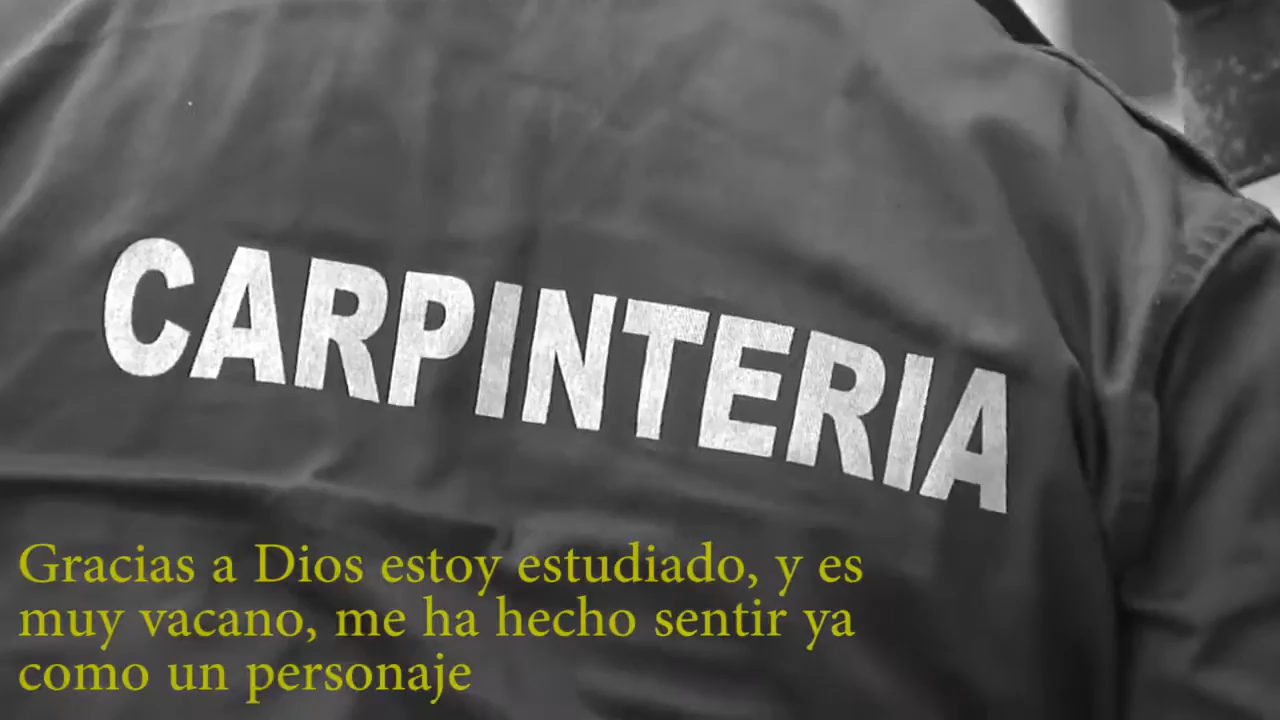 CARPINTERIA
Gracias a Dios estoy estudiado, y es
muy vacano, me ha hecho sentir ya
como un personaje